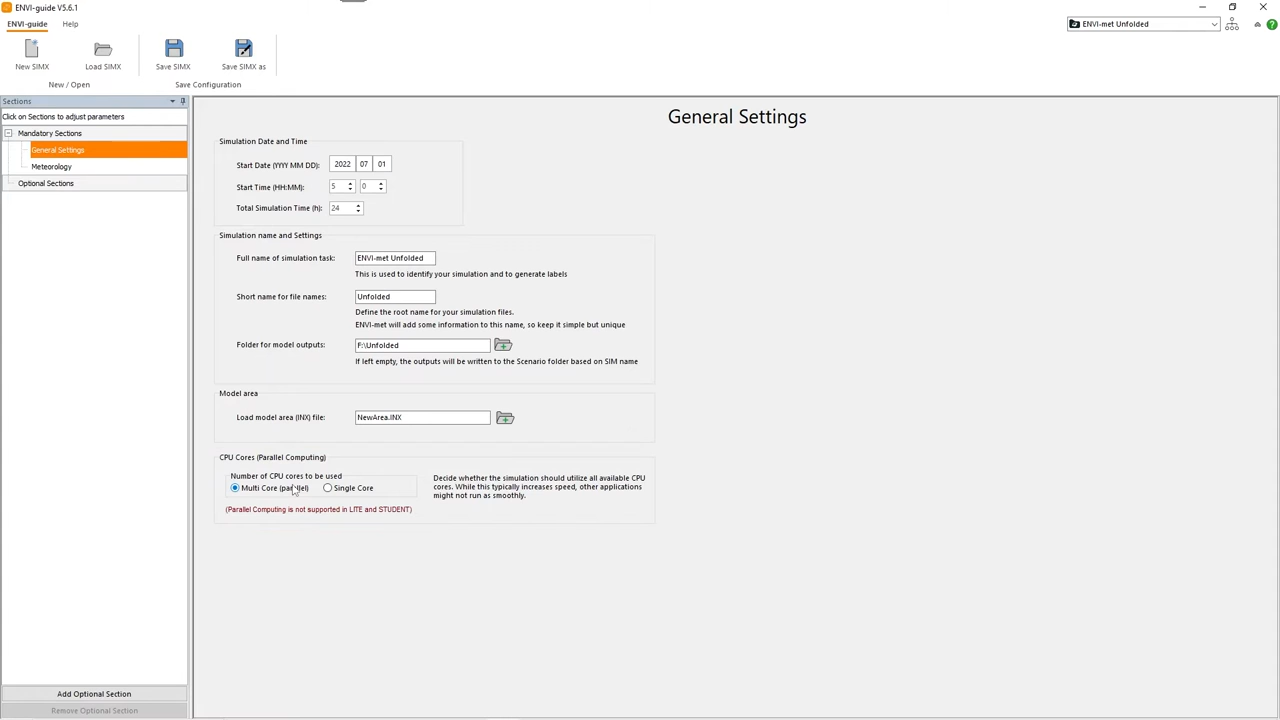 ENVI-guide V5.6.1
ENVI-guide
Help
ENVI-met Unfolded
New SIMX
Load SIMX
Save SIMX
Save SIMX as
New / Open
Save Configuration
Sections
Click on Sections to adjust parameters
Mandatory Sections
General Settings
Meteorology
Optional Sections
General Settings
Simulation Date and Time
Start Date (YYYY MM DD): 2022 07 01
Start Time (HH:MM): 5 0
Total Simulation Time (h): 24
Simulation name and Settings
Full name of simulation task: ENVI-met Unfolded
This is used to identify your simulation and to generate labels
Short name for file names: Unfolded
Define the root name for your simulation files.
ENVI-met will add some information to this name, so keep it simple but unique
Folder for model outputs: F:\Unfolded
If left empty, the outputs will be written to the Scenario folder based on SIM name
Model area
Load model area (INX) file: NewArea.INX
CPU Cores (Parallel Computing)
Number of CPU cores to be used
Multi Core (parallel) Single Core
(Parallel Computing is not supported in LITE and STUDENT)
Decide whether the simulation should utilize all available CPU
cores. While this typically increases speed, other applications
might not run as smoothly.
Add Optional Section
Remove Optional Section